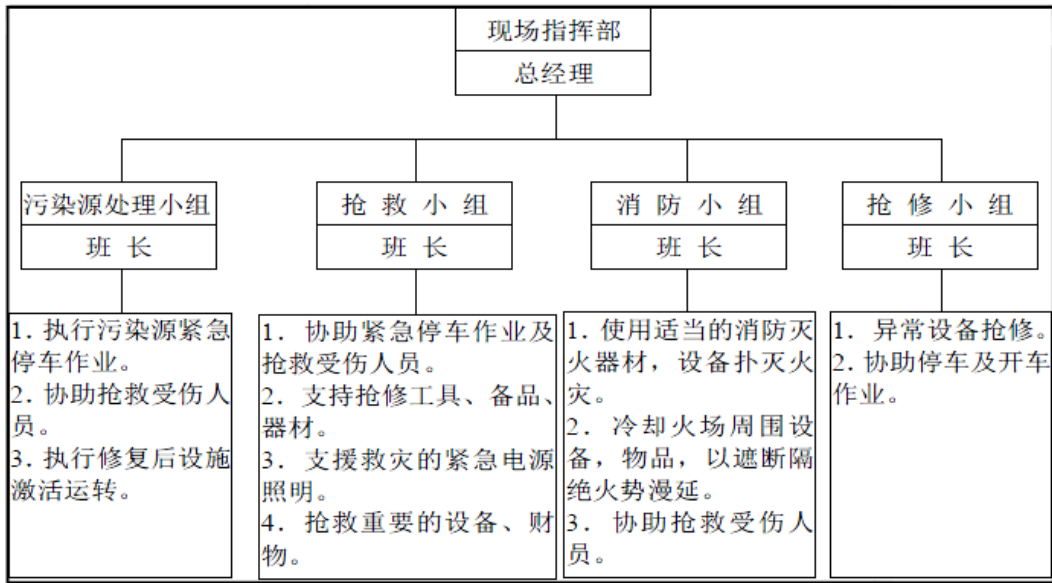 现场指挥部
总经理
污染源处理小组
班 长
抢 救 小 组
班 长
消 防 小 组
班 长
抢 修 小 组
班 长
1．执行污染源紧急
停车作业。
2．协助抢救受伤人
员。
3．执行修复后设施
激活运转。
1．协助紧急停车作业及
抢救受伤人员。
2．支持抢修工具、备品、
器材。
3．支援救灾的紧急电源
照明。
4．抢救重要的设备、财
物。
1．使用适当的消防灭
火器材，设备扑灭火
灾。
2．冷却火场周围设
备，物品，以遮断隔
绝火势漫延。
3．协助抢救受伤人
员。
1．异常设备抢修。
2．协助停车及开车
作业。